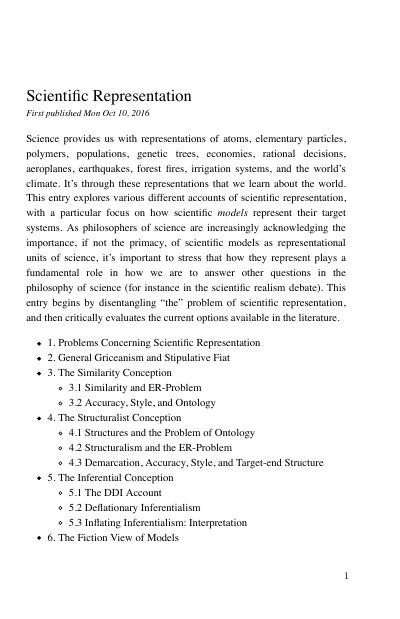 Scientific Representation
First published Mon Oct 10, 2016
Science provides us with representations of atoms, elementary particles,
polymers, populations, genetic trees, economies, rational decisions,
aeroplanes, earthquakes, forest fires, irrigation systems, and the world's
climate. It's through these representations that we learn about the world.
This entry explores various different accounts of scientific representation,
with a particular focus on how scientific models represent their target
systems. As philosophers of science are increasingly acknowledging the
importance, if not the primacy, of scientific models as representational
units of science, it's important to stress that how they represent plays a
fundamental role in how we are to answer other questions in the
philosophy of science (for instance in the scientific realism debate). This
entry begins by disentangling “the” problem of scientific representation,
and then critically evaluates the current options available in the literature.
1. Problems Concerning Scientific Representation
2. General Griceanism and Stipulative Fiat
3. The Similarity Conception
3.1 Similarity and ER-Problem
3.2 Accuracy, Style, and Ontology
4. The Structuralist Conception
4.1 Structures and the Problem of Ontology
4.2 Structuralism and the ER-Problem
4.3 Demarcation, Accuracy, Style, and Target-end Structure
5. The Inferential Conception
5.1 The DDI Account
5.2 Deflationary Inferentialism
5.3 Inflating Inferentialism: Interpretation
6. The Fiction View of Models
1